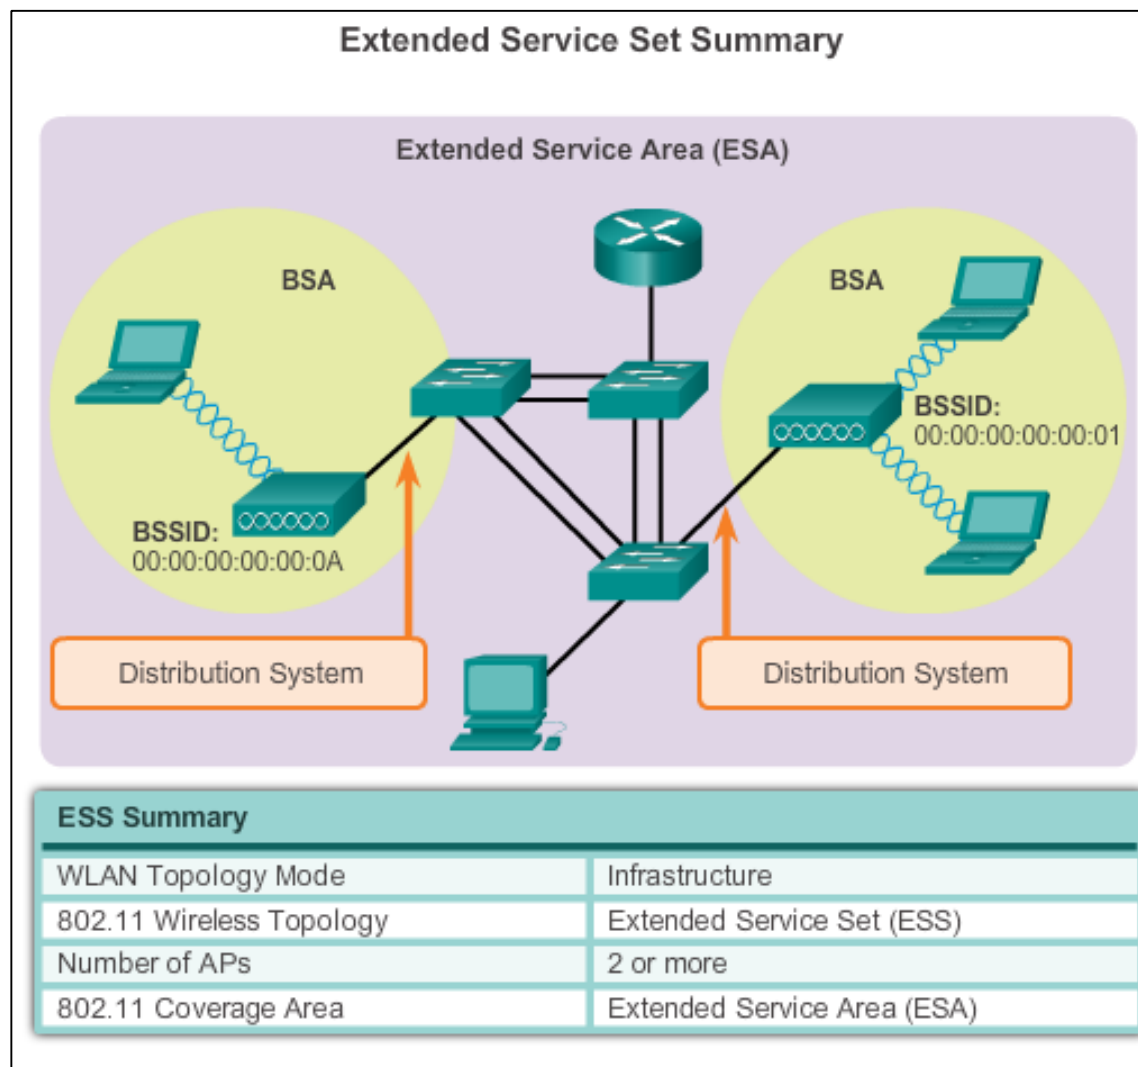 Extended Service Set Summary
Extended Service Area (ESA)
BSA
BSA
BSSID:
00:00:00:00:00:01
BSSID:
00:00:00:00:00:0A
Distribution System
Distribution System
ESS Summary
WLAN Topology Mode
Infrastructure
802.11 Wireless Topology
Extended Service Set (ESS)
Number of APs
2 or more
802.11 Coverage Area
Extended Service Area (ESA)